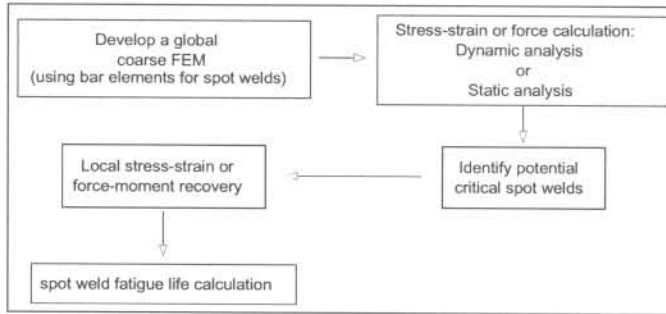 Develop a global
coarse FEM
(using bar elements for spot welds)
Stress-strain or force calculation:
Dynamic analysis
or
Static analysis
Identify potential
critical spot welds
Local stress-strain or
force-moment recovery
spot weld fatigue life calculation